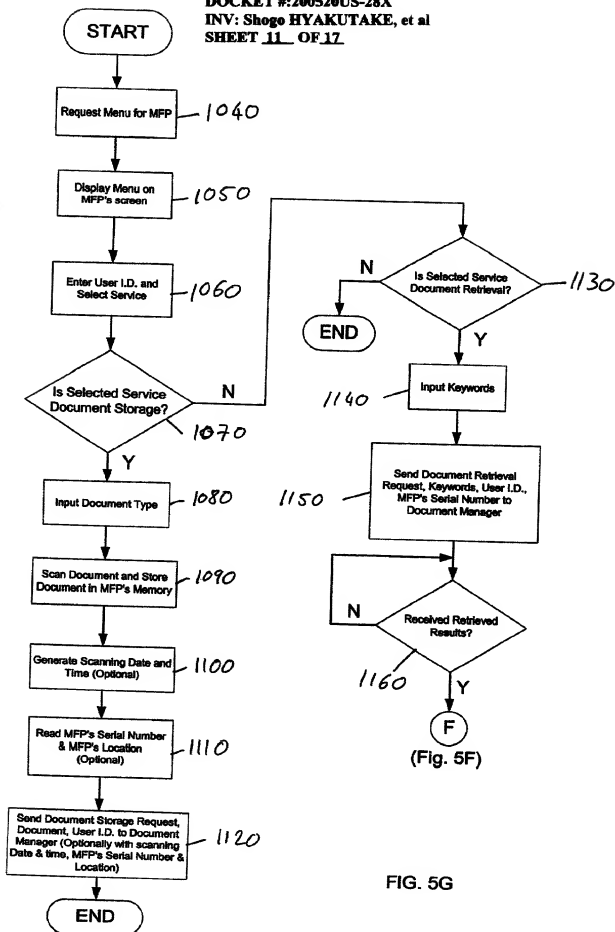 DOCKET #:200520US-28X
INV: Shogo HYAKUTAKE, et al
SHEET 11 OF 17
START
Request Menu for MFP
1040
Display Menu on
MFP's screen
1050
Enter User I.D. and
Select Service
1060
Is Selected Service
Document Storage?
1070
N
Y
Input Document Type
1080
Scan Document and Store
Document in MFP's Memory
1090
Generate Scanning Date and
Time (Optional)
1100
Read MFP's Serial Number
& MFP's Location
(Optional)
1110
Send Document Storage Request,
Document, User I.D. to Document
Manager (Optionally with scanning
Date & time, MFP's Serial Number &
Location)
1120
END
Is Selected Service
Document Retrieval?
1130
N
END
Y
Input Keywords
1140
Send Document Retrieval
Request, Keywords, User I.D.,
MFP's Serial Number to
Document Manager
1150
Received Retrieved
Results?
1160
N
Y
F
(Fig. 5F)
FIG. 5G